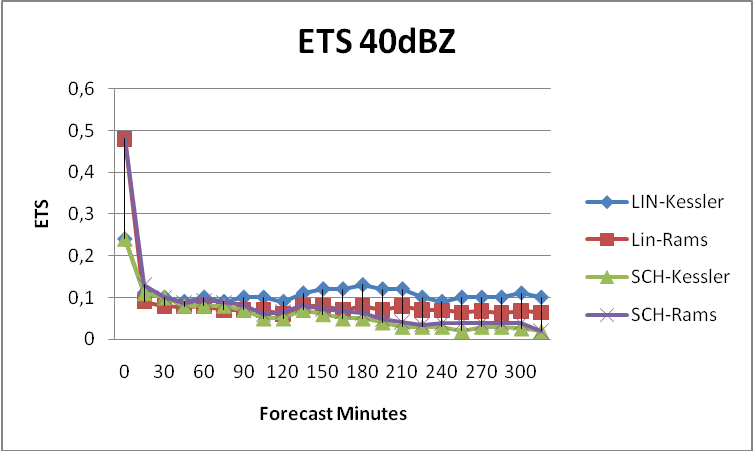 ETS 40dBZ
0,6
0,5
0,4
0,3
0,2
0,1
0
ETS
0 30 60 90 120 150 180 210 240 270 300
Forecast Minutes
LIN-Kessler
Lin-Rams
SCH-Kessler
SCH-Rams